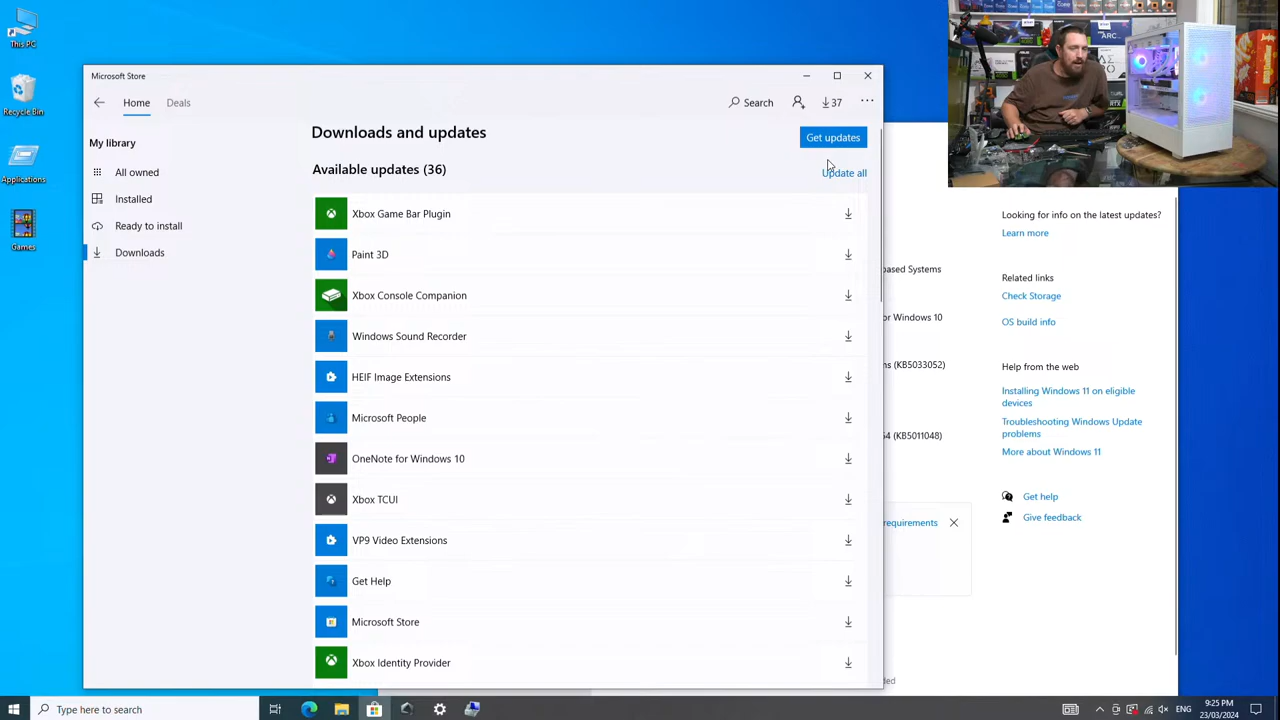 This PC
Recycle Bin
Applications
Games
Microsoft Store
Home
Deals
Search
37
My library
All owned
Installed
Ready to install
Downloads
Downloads and updates
Get updates
Available updates (36)
Update all
Xbox Game Bar Plugin
Paint 3D
Xbox Console Companion
Windows Sound Recorder
HEIF Image Extensions
Microsoft People
OneNote for Windows 10
Xbox TCUI
VP9 Video Extensions
Get Help
Microsoft Store
Xbox Identity Provider
ased Systems
or Windows 10
ns (KB5033052)
64 (KB5011048)
requirements
ded
Looking for info on the latest updates?
Learn more
Related links
Check Storage
OS build info
Help from the web
Installing Windows 11 on eligible
devices
Troubleshooting Windows Update
problems
More about Windows 11
Get help
Give feedback
ARC
Type here to search
ENG
9:25 PM
23/03/2024